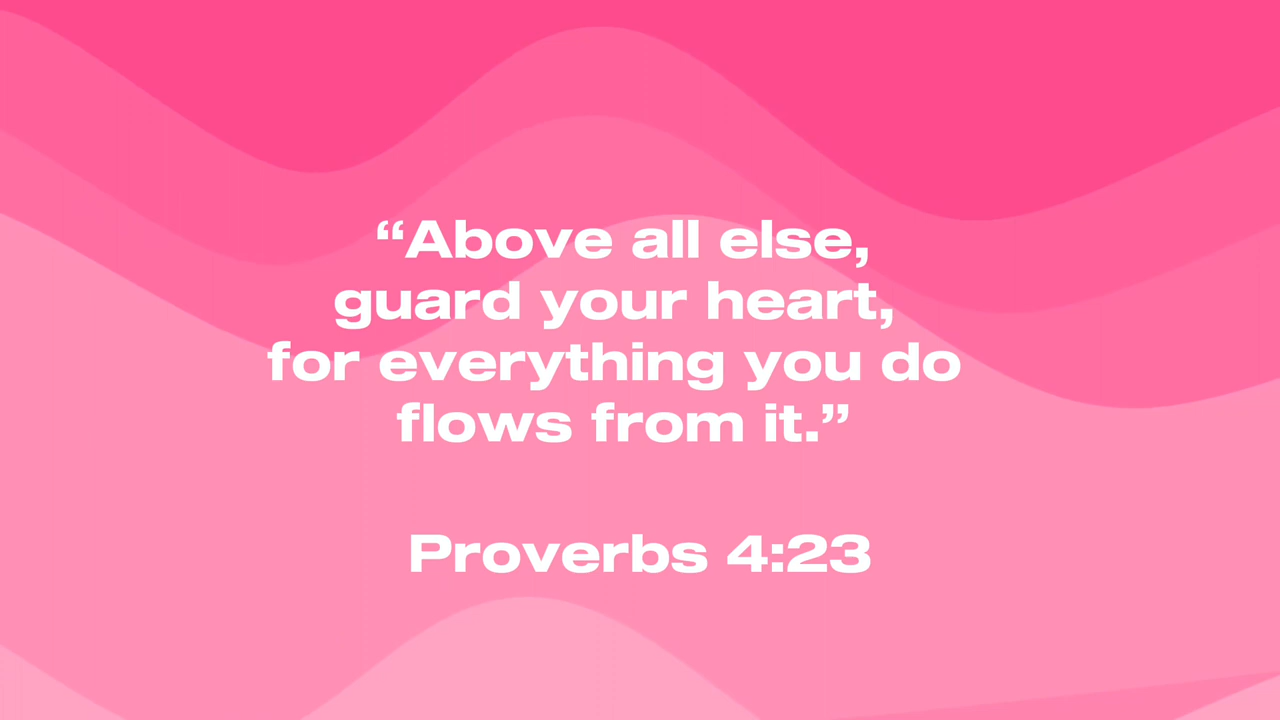 “Above all else,
guard your heart,
for everything you do
flows from it.”
Proverbs 4:23